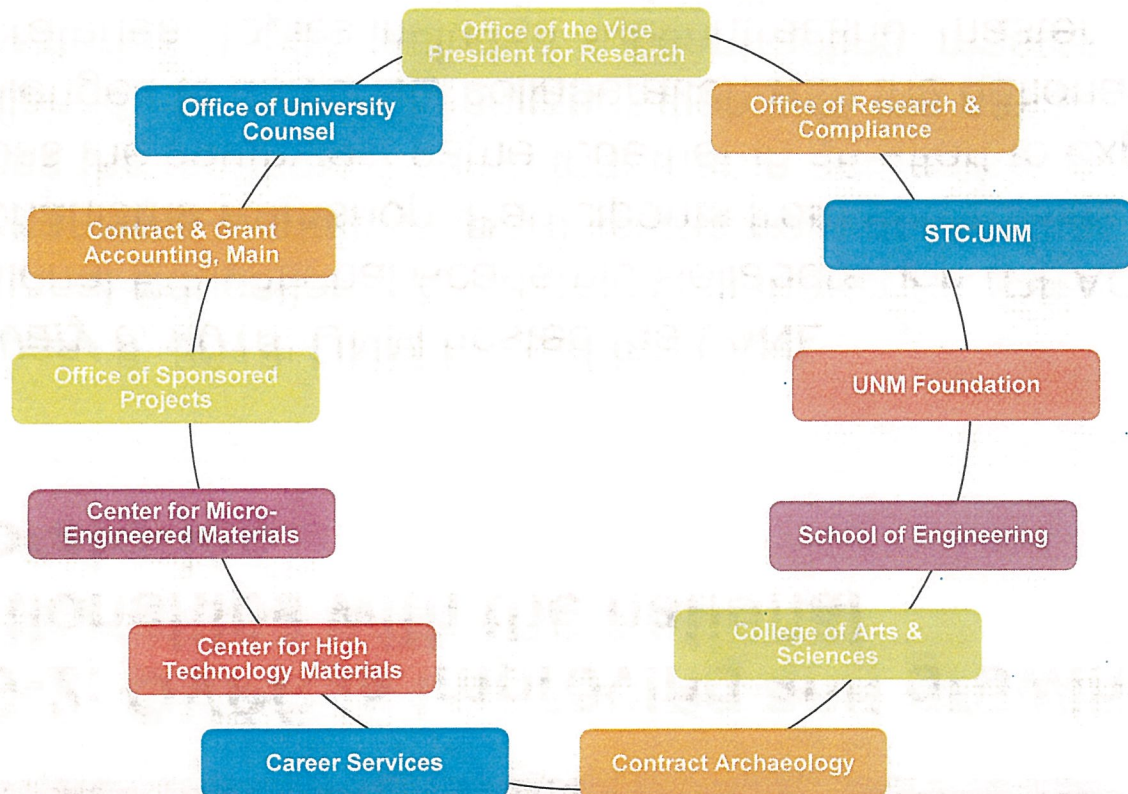 Office of the Vice
President for Research
Office of Research &
Compliance
STC.UNM
UNM Foundation
School of Engineering
College of Arts &
Sciences
Contract Archaeology
Career Services
Center for High
Technology Materials
Center for Micro-
Engineered Materials
Office of Sponsored
Projects
Contract & Grant
Accounting, Main
Office of University
Counsel